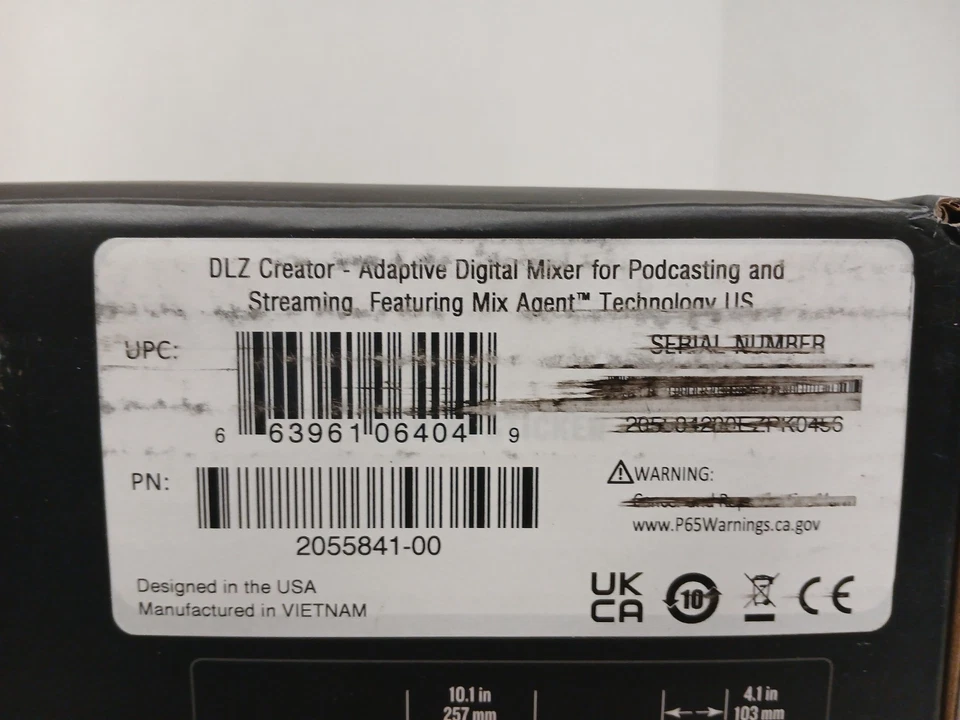 DLZ Creator - Adaptive Digital Mixer for Podcasting and
Streaming Featuring Mix Agent™ Technology US
UPC:
6 63961 06404 9
SERIAL NUMBER
PN:
2055841-00
⚠WARNING:
www.P65Warnings.ca.gov
Designed in the USA
Manufactured in VIETNAM
UK
CA
10
CE
10.1 in
257 mm
4.1 in
103 mm